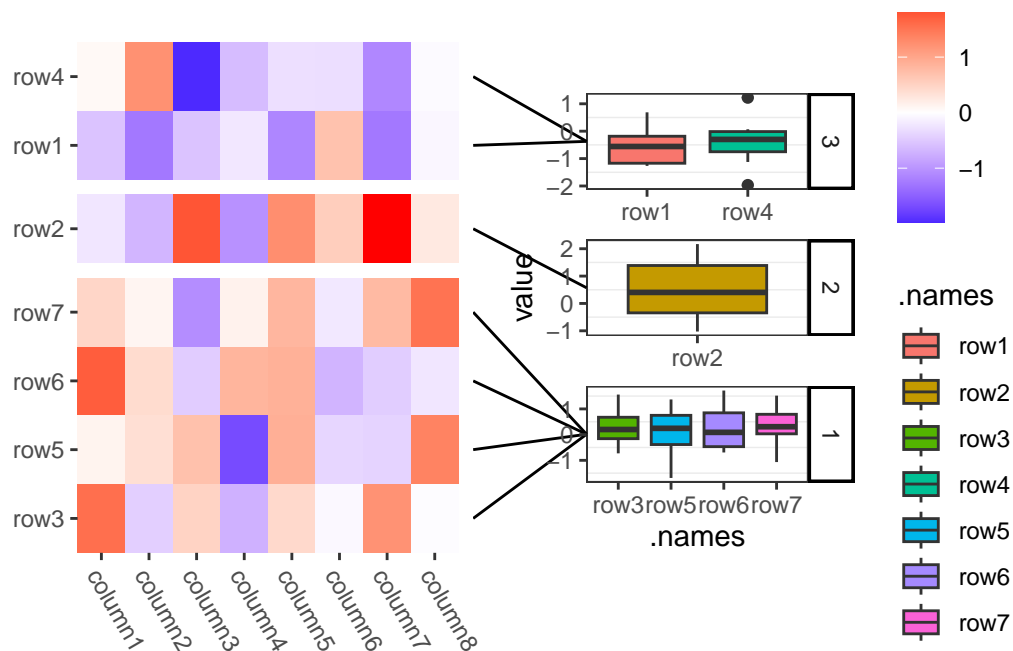 row4
row1
row2
row7
row6
row5
row3
column1
column2
column3
column4
column5
column6
column7
column8
value
1
0
−1
−2
row1 row4
3
2
1
0
−1
row2
2
1
0
−1
row3 row5 row6 row7
1
.names
1
0
−1
.names
row1
row2
row3
row4
row5
row6
row7